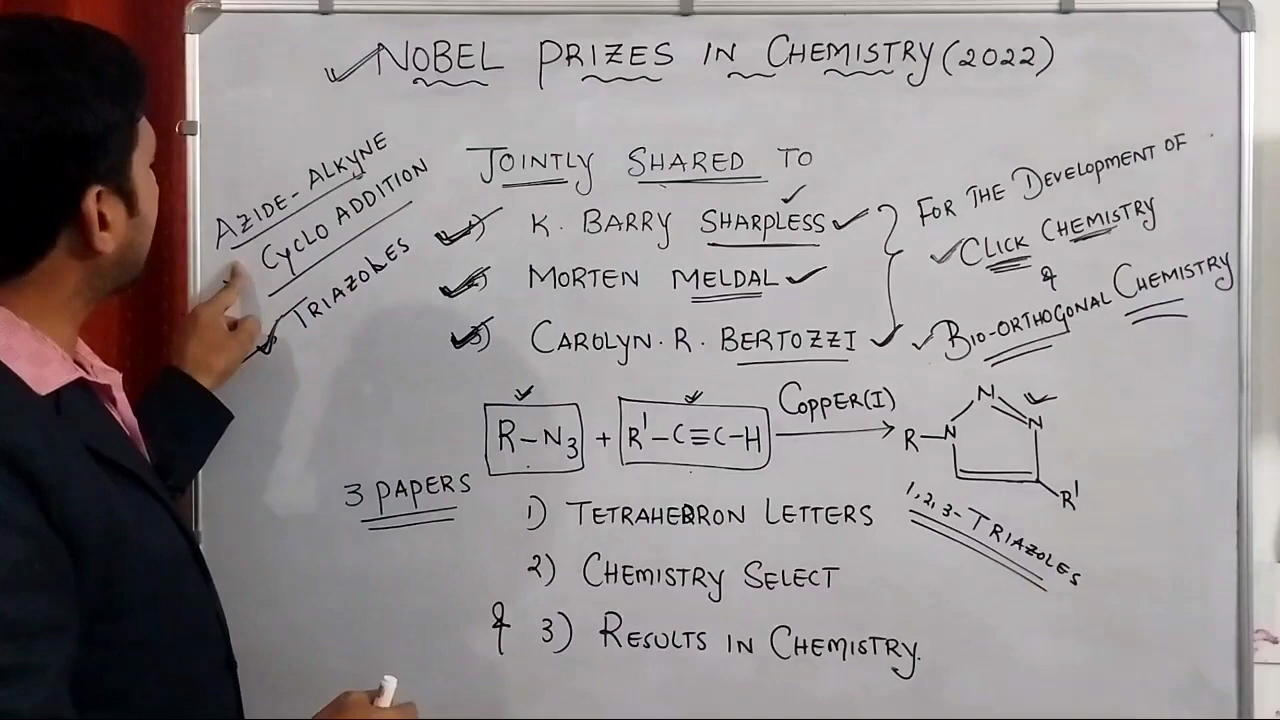 NOBEL PRIZES IN CHEMISTRY (2022)
AZIDE-ALKYNE
CYCLO ADDITION
TRIAZOLES
JOINTLY SHARED TO
1) K. BARRY SHARPLESS
2) MORTEN MELDAL
3) CAROLYN. R. BERTOZZI
FOR THE DEVELOPMENT OF
CLICK CHEMISTRY
&
BIO-ORTHOGONAL CHEMISTRY
R-N3 + R'-C≡C-H
COPPER(I)
N
N
N
R
R'
1,2,3-TRIAZOLES
3 PAPERS
1) TETRAHEDRON LETTERS
2) CHEMISTRY SELECT
& 3) RESULTS IN CHEMISTRY.